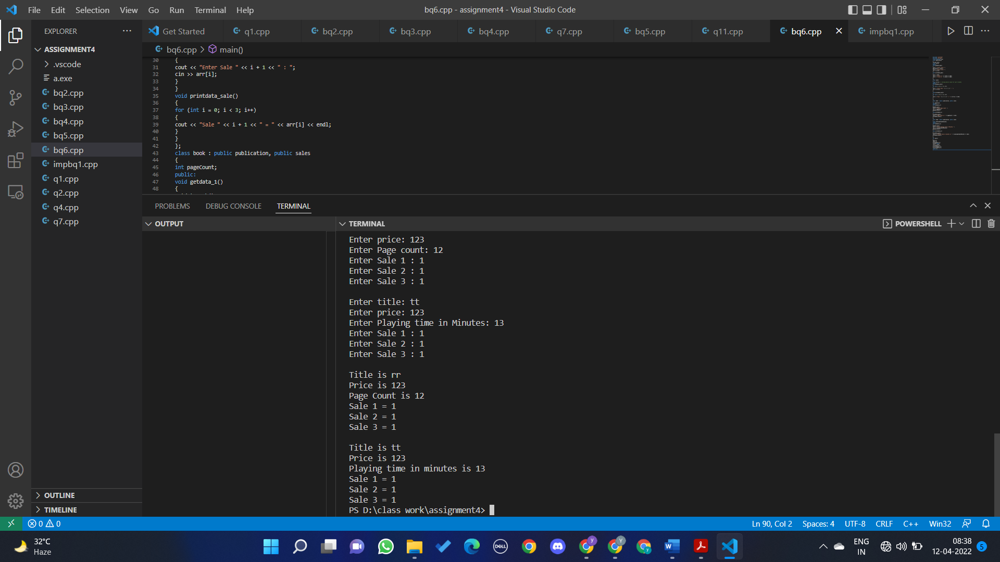 File Edit Selection View Go Run Terminal Help
bq6.cpp - assignment4 - Visual Studio Code
EXPLORER
Get Started q1.cpp bq2.cpp bq3.cpp bq4.cpp q7.cpp bq5.cpp q11.cpp bq6.cpp impbq1.cpp
ASSIGNMENT4
.vscode
a.exe
bq2.cpp
bq3.cpp
bq4.cpp
bq5.cpp
bq6.cpp
impbq1.cpp
q1.cpp
q2.cpp
q4.cpp
q7.cpp
OUTLINE
TIMELINE
bq6.cpp > main()
30 {
31 cout << "Enter Sale " << i + 1 << " : ";
32 cin >> arr[i];
33 }
34 }
35 void printdata_sale()
36 {
37 for (int i = 0; i < 3; i++)
38 {
39 cout << "Sale " << i + 1 << " = " << arr[i] << endl;
40 }
41 }
42 };
43 class book : public publication, public sales
44 {
45 int pageCount;
46 public:
47 void getdata_1()
48 {
PROBLEMS DEBUG CONSOLE TERMINAL
OUTPUT
TERMINAL
POWERSHELL
Enter price: 123
Enter Page count: 12
Enter Sale 1 : 1
Enter Sale 2 : 1
Enter Sale 3 : 1
Enter title: tt
Enter price: 123
Enter Playing time in Minutes: 13
Enter Sale 1 : 1
Enter Sale 2 : 1
Enter Sale 3 : 1
Title is rr
Price is 123
Page Count is 12
Sale 1 = 1
Sale 2 = 1
Sale 3 = 1
Title is tt
Price is 123
Playing time in minutes is 13
Sale 1 = 1
Sale 2 = 1
Sale 3 = 1
PS D:\class work\assignment4>
0 0
Ln 90, Col 2 Spaces: 4 UTF-8 CRLF C++ Win32
32°C
Haze
DELL
ENG
IN
08:38
12-04-2022
5